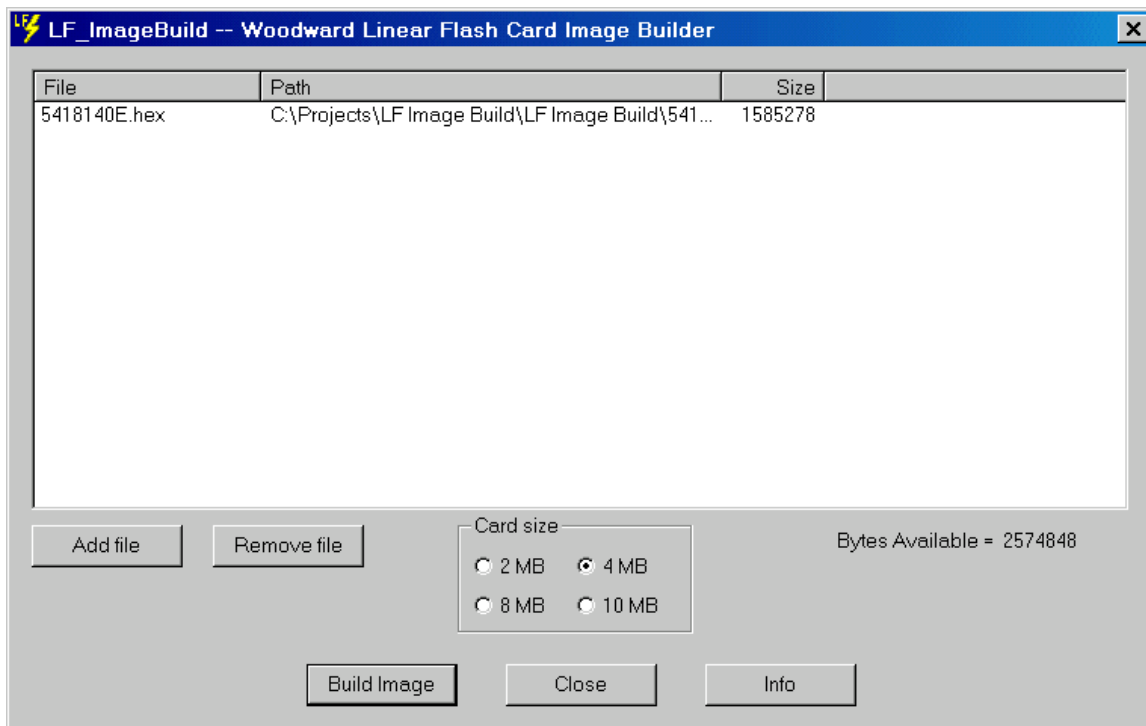 LF LF_ImageBuild -- Woodward Linear Flash Card Image Builder
File Path Size
5418140E.hex C:\Projects\LF Image Build\LF Image Build\541... 1585278
Add file Remove file Card size Bytes Available = 2574848
2 MB 4 MB
8 MB 10 MB
Build Image Close Info